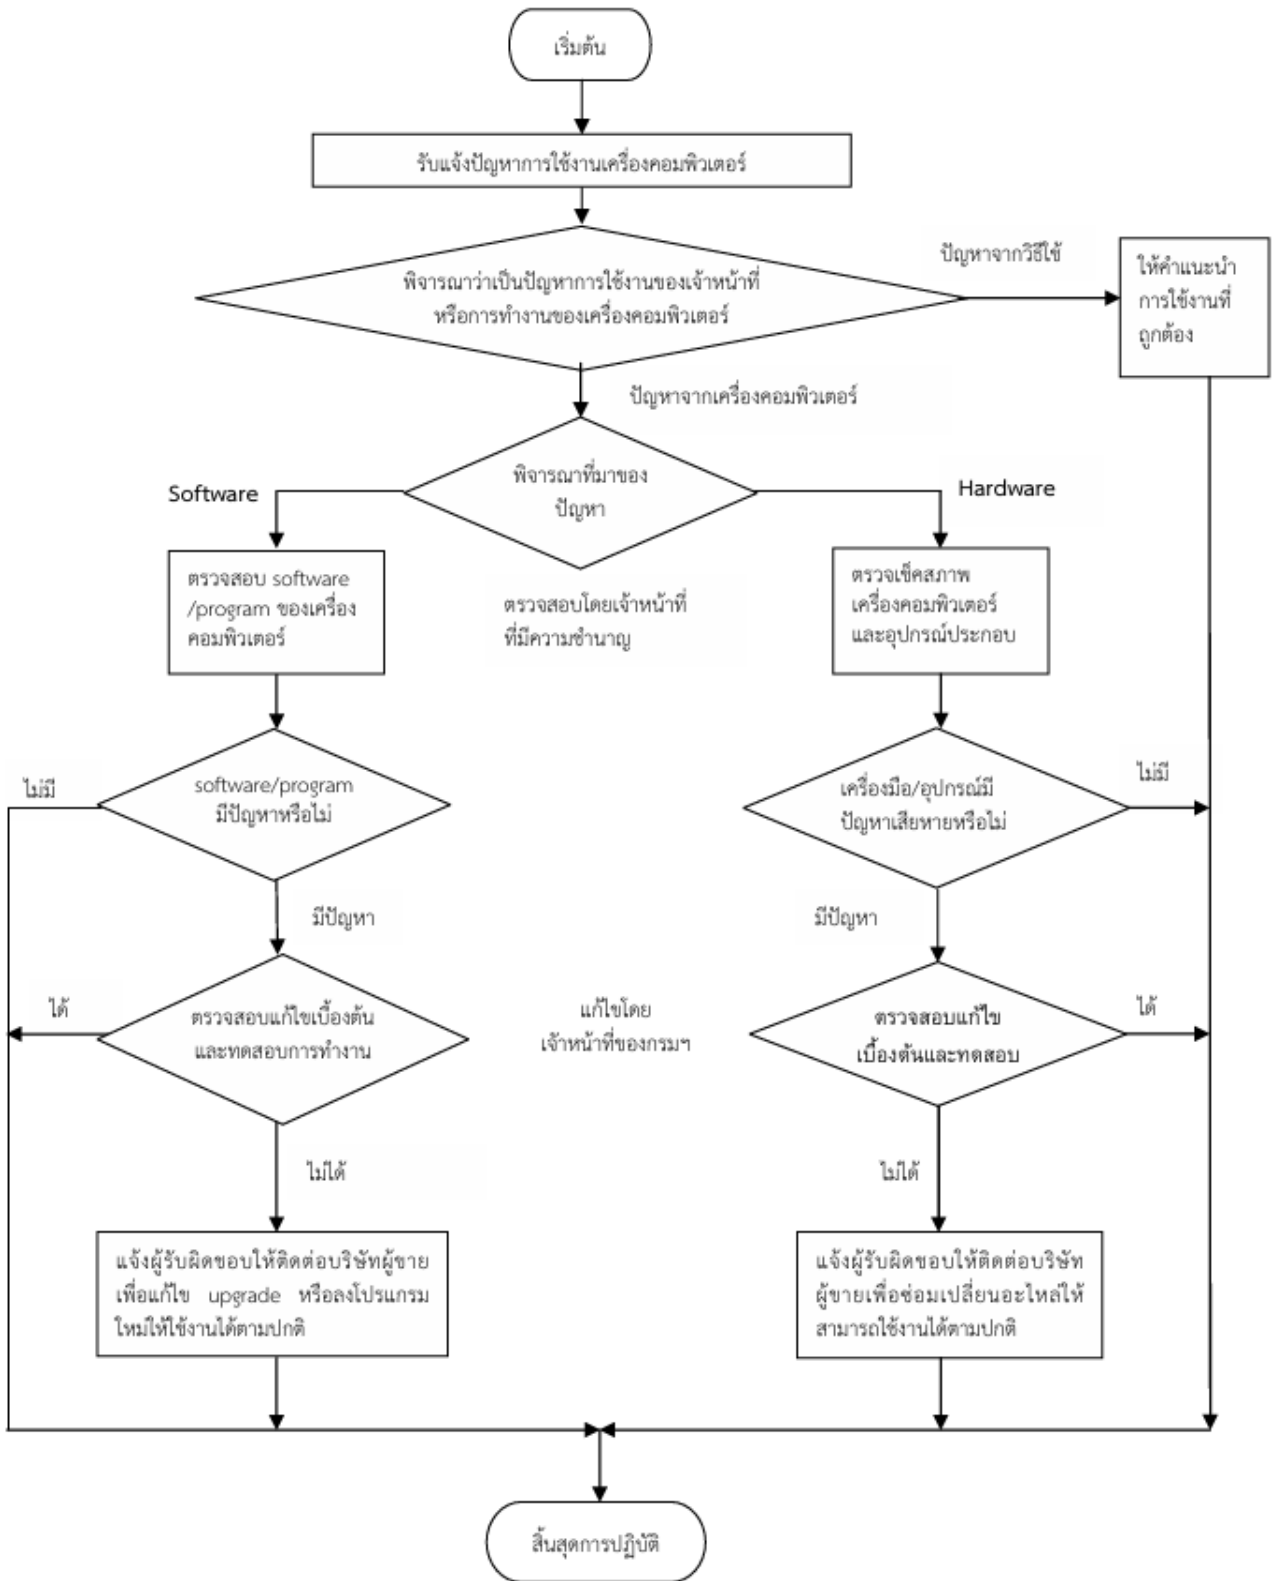 เริ่มต้น
รับแจ้งปัญหาการใช้งานเครื่องคอมพิวเตอร์
พิจารณาว่าเป็นปัญหาการใช้งานของเจ้าหน้าที่
หรือการทำงานของเครื่องคอมพิวเตอร์
ปัญหาจากวิธีใช้
ให้คำแนะนำ
การใช้งานที่
ถูกต้อง
ปัญหาจากเครื่องคอมพิวเตอร์
พิจารณาที่มาของ
ปัญหา
Software
Hardware
ตรวจสอบ software
/program ของเครื่อง
คอมพิวเตอร์
ตรวจสอบโดยเจ้าหน้าที่
ที่มีความชำนาญ
ตรวจเช็คสภาพ
เครื่องคอมพิวเตอร์
และอุปกรณ์ประกอบ
ไม่มี
software/program
มีปัญหาหรือไม่
เครื่องมือ/อุปกรณ์มี
ปัญหาเสียหายหรือไม่
ไม่มี
มีปัญหา
มีปัญหา
ได้
ตรวจสอบแก้ไขเบื้องต้น
และทดสอบการทำงาน
แก้ไขโดย
เจ้าหน้าที่ของกรมฯ
ตรวจสอบแก้ไข
เบื้องต้นและทดสอบ
ได้
ไม่ได้
ไม่ได้
แจ้งผู้รับผิดชอบให้ติดต่อบริษัทผู้ขาย
เพื่อแก้ไข upgrade หรือลงโปรแกรม
ใหม่ให้ใช้งานได้ตามปกติ
แจ้งผู้รับผิดชอบให้ติดต่อบริษัท
ผู้ขายเพื่อซ่อมเปลี่ยนอะไหล่ให้
สามารถใช้งานได้ตามปกติ
สิ้นสุดการปฏิบัติ